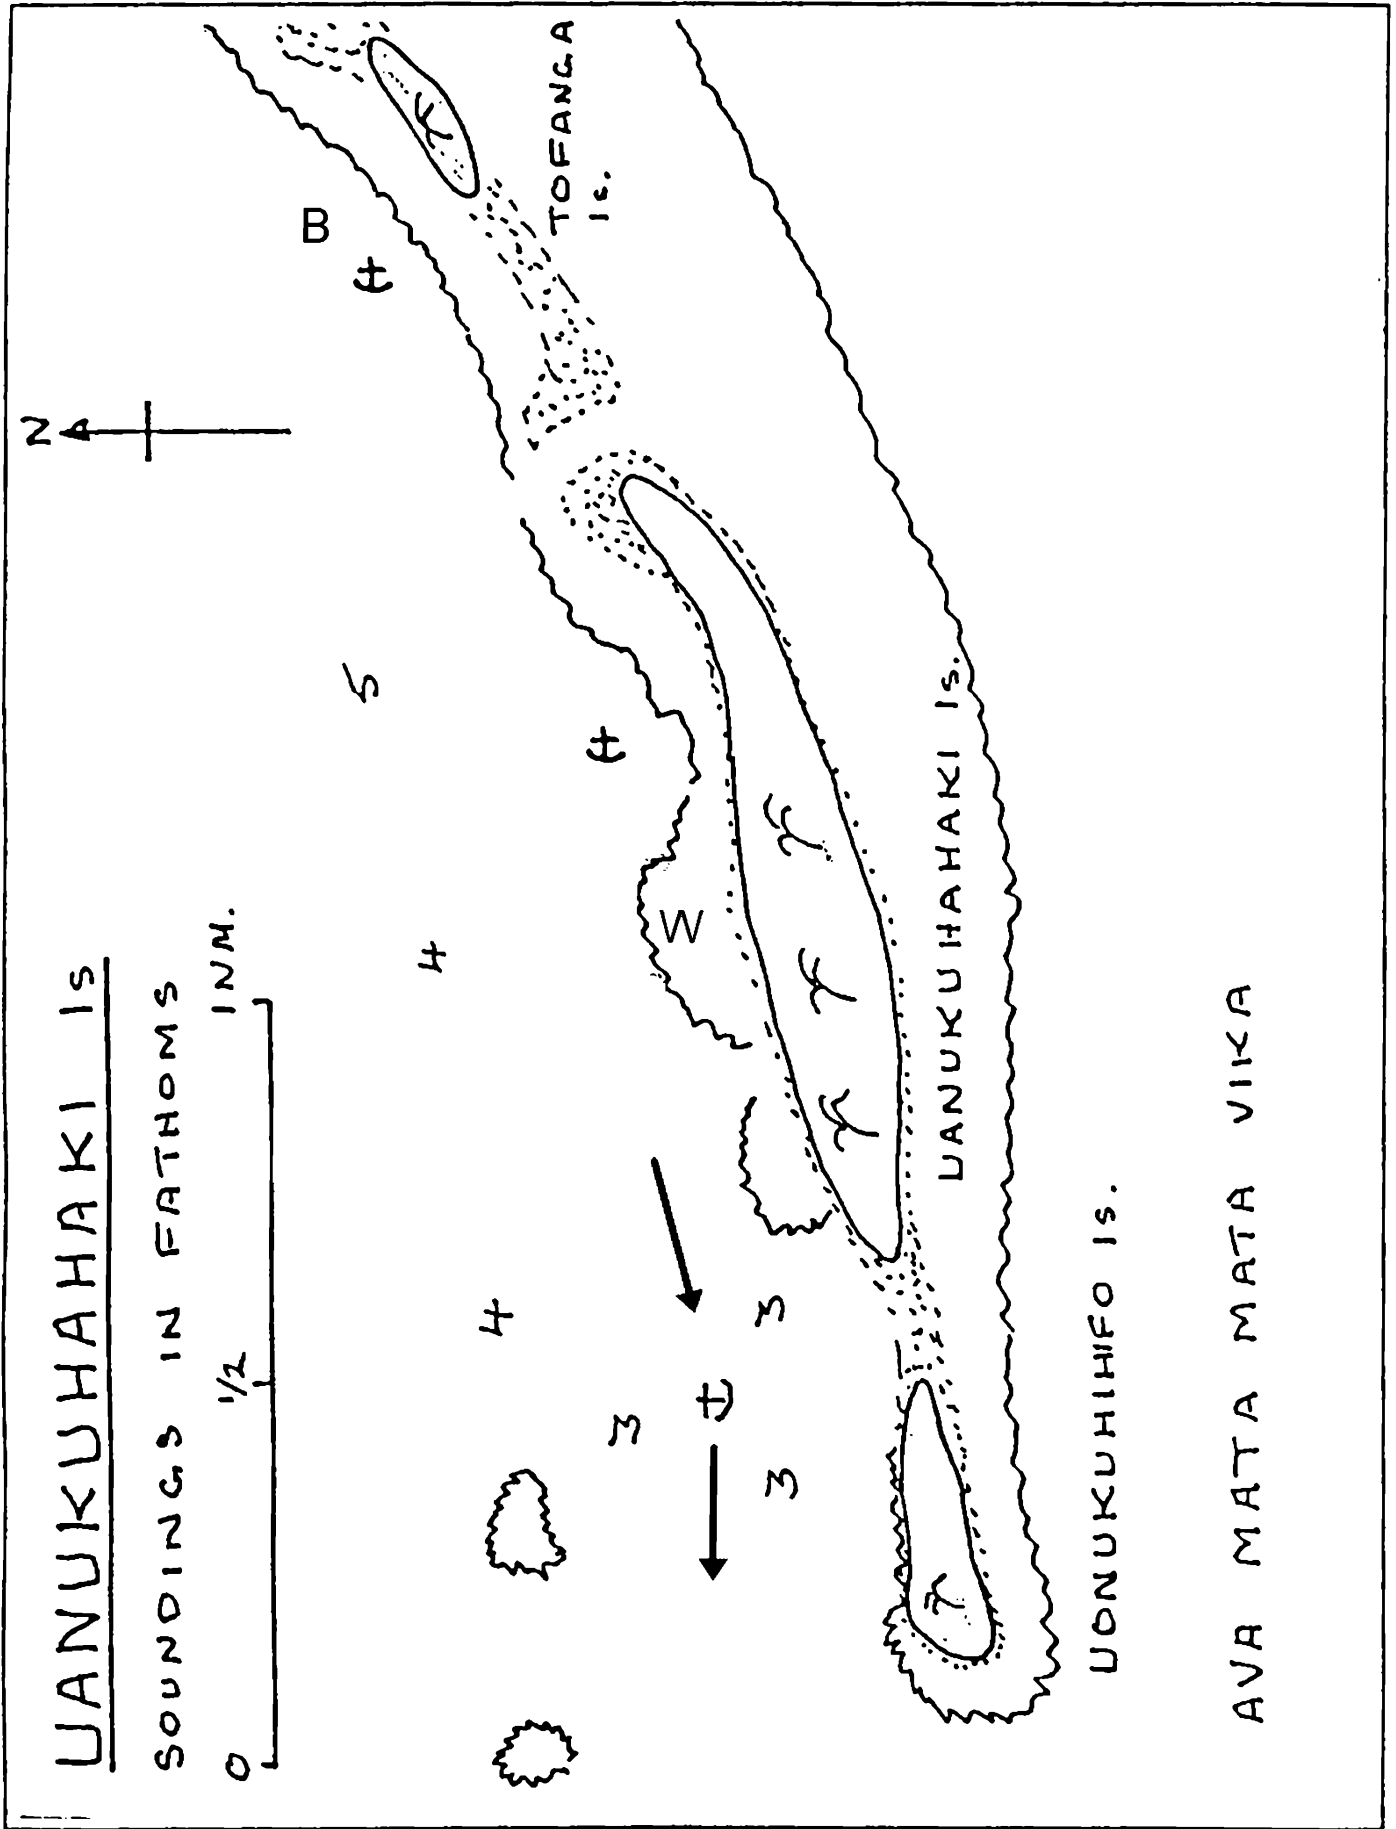 UANUKUHAHAKI Is
SOUNDINGS IN FATHOMS
0 1/2 1NM.
N
B
TOFANGA
Is.
5
4
W
4
3
3
3
UANUKUHAHAKI Is.
UONUKUHIHIFO Is.
AVA MATA MATA VIKA